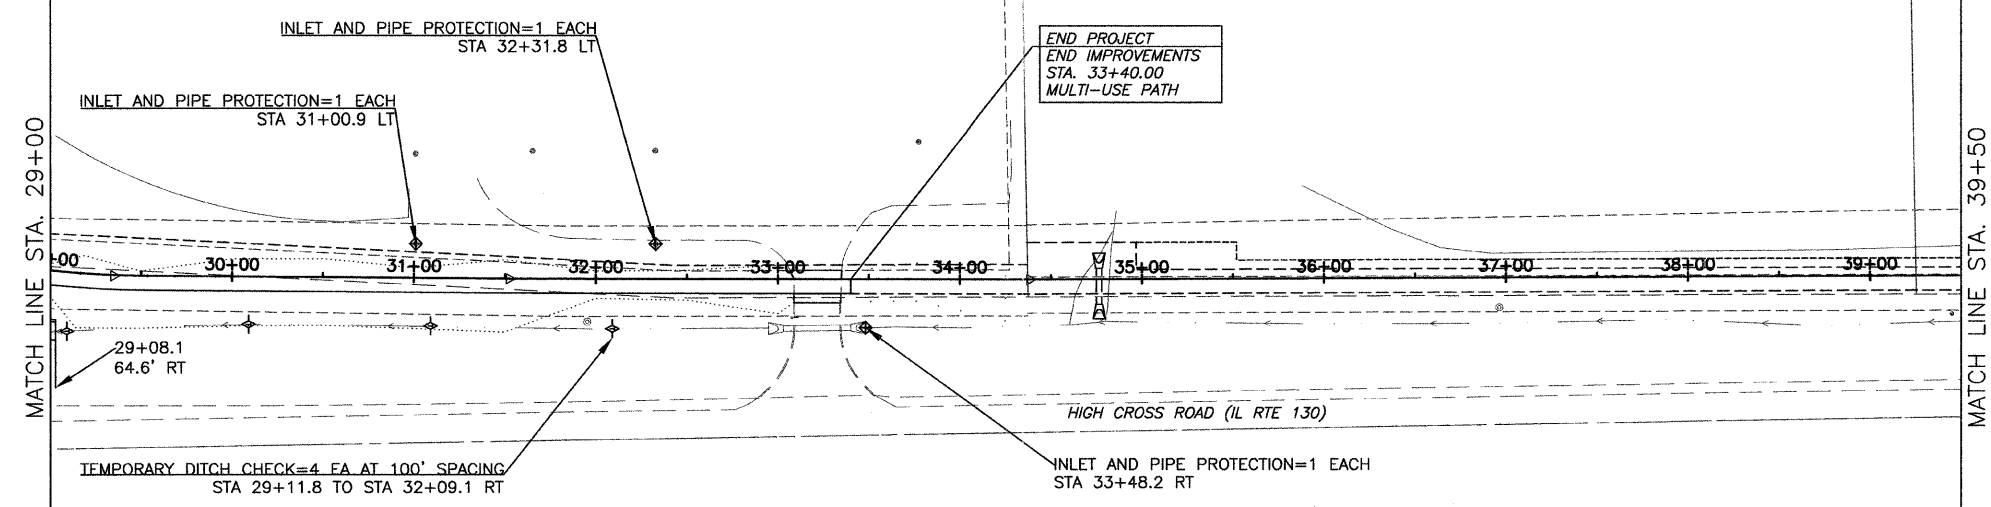 INLET AND PIPE PROTECTION=1 EACH
STA 32+31.8 LT
END PROJECT
END IMPROVEMENTS
STA. 33+40.00
MULTI-USE PATH
INLET AND PIPE PROTECTION=1 EACH
STA 31+00.9 LT
MATCH LINE STA. 29+00
MATCH LINE STA. 39+50
+00
30+00
31+00
32+00
33+00
34+00
35+00
36+00
37+00
38+00
39+00
29+08.1
64.6' RT
HIGH CROSS ROAD (IL RTE 130)
TEMPORARY DITCH CHECK=4 EA AT 100' SPACING
STA 29+11.8 TO STA 32+09.1 RT
INLET AND PIPE PROTECTION=1 EACH
STA 33+48.2 RT